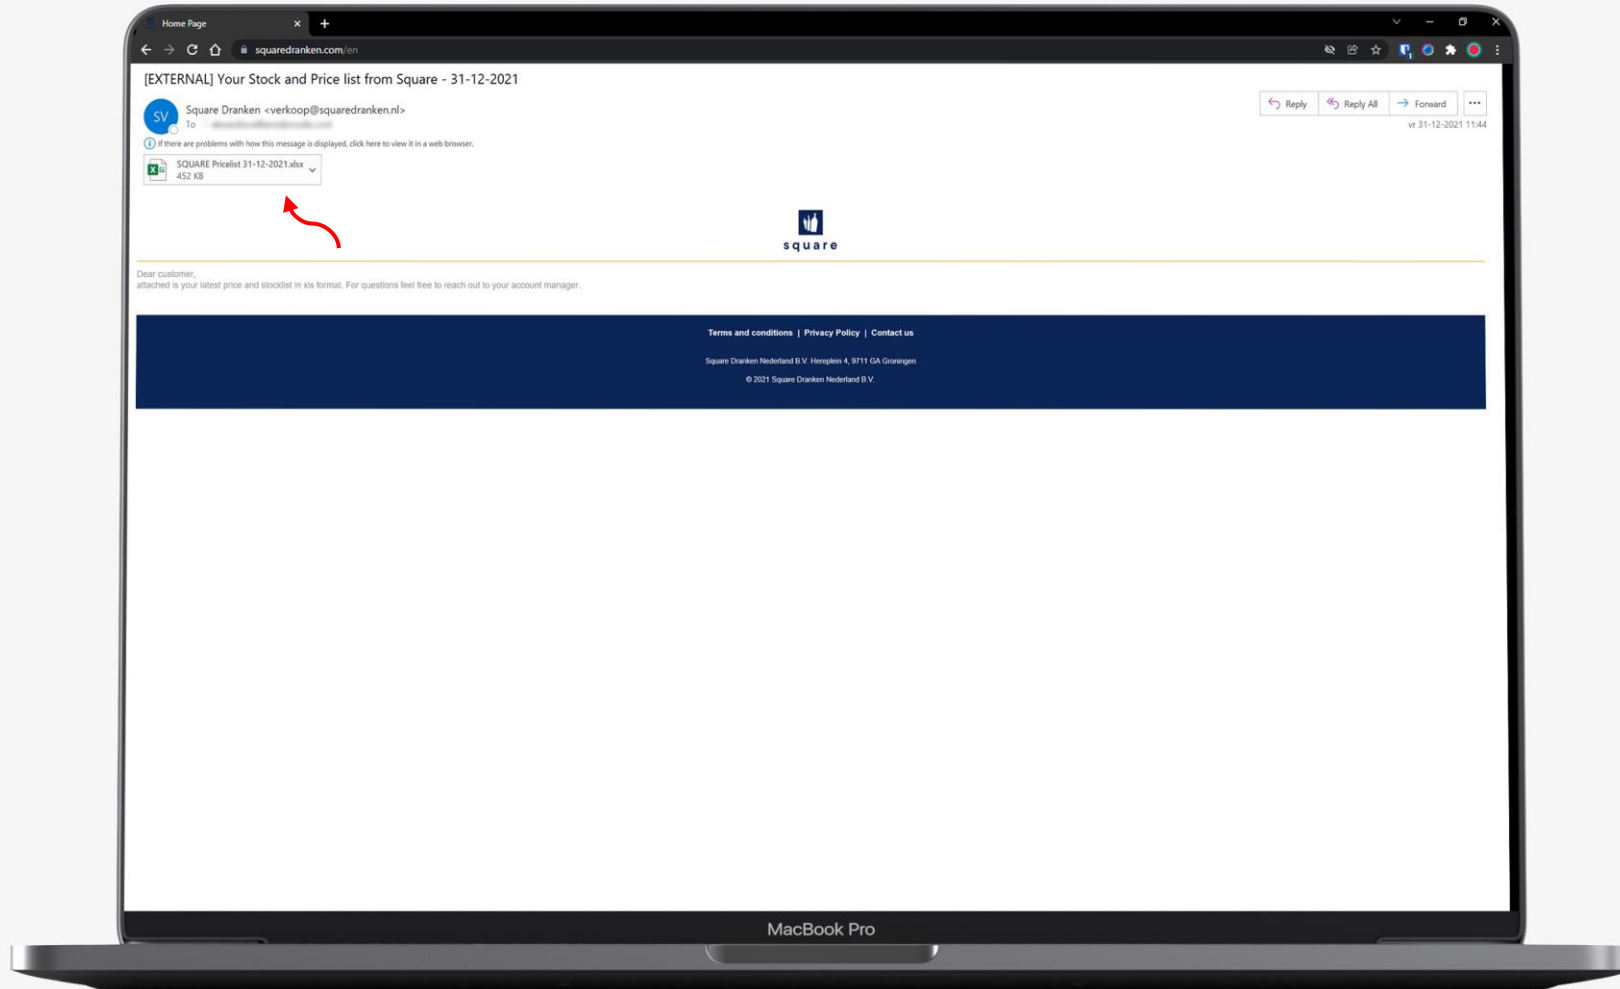 Home Page
squaredranken.com/en
[EXTERNAL] Your Stock and Price list from Square - 31-12-2021
SV
Square Dranken <verkoop@squaredranken.nl>
To
Reply
Reply All
Forward
vr 31-12-2021 11:44
If there are problems with how this message is displayed, click here to view it in a web browser.
SQUARE Pricelist 31-12-2021.xlsx
452 KB
square
Dear customer,
attached is your latest price and stocklist in xls format. For questions feel free to reach out to your account manager.
Terms and conditions | Privacy Policy | Contact us
Square Dranken Nederland B.V. Hereplein 4, 9711 GA Groningen
© 2021 Square Dranken Nederland B.V.
MacBook Pro